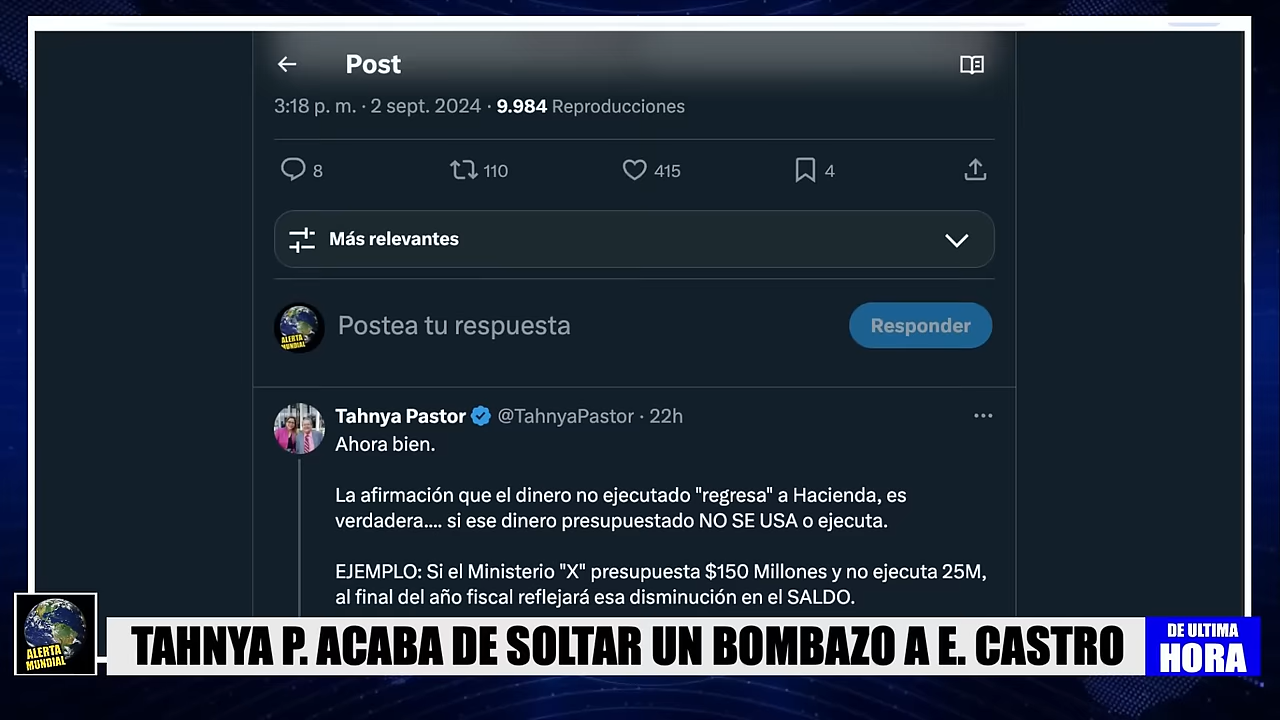 Post
3:18 p. m. · 2 sept. 2024 · 9.984 Reproducciones
8 110 415 4
Más relevantes
ALERTA
MUNDIAL
Postea tu respuesta
Responder
Tahnya Pastor @TahnyaPastor · 22h
Ahora bien.
La afirmación que el dinero no ejecutado "regresa" a Hacienda, es
verdadera.... si ese dinero presupuestado NO SE USA o ejecuta.
EJEMPLO: Si el Ministerio "X" presupuesta $150 Millones y no ejecuta 25M,
al final del año fiscal reflejará esa disminución en el SALDO.
ALERTA
MUNDIAL
TAHNYA P. ACABA DE SOLTAR UN BOMBAZO A E. CASTRO
DE ULTIMA
HORA